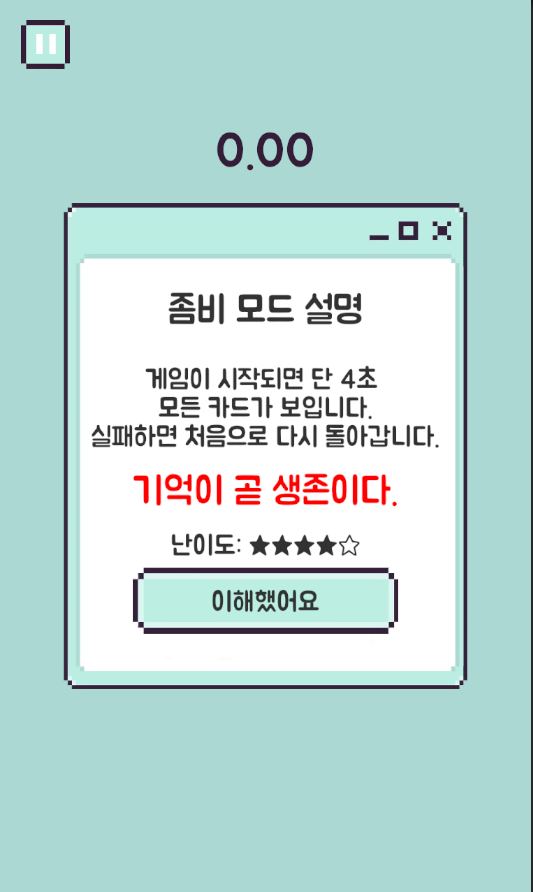 0.00
좀비 모드 설명
게임이 시작되면 단 4초
모든 카드가 보입니다.
실패하면 처음으로 다시 돌아갑니다.
기억이 곧 생존이다.
난이도: ★★★★☆
이해했어요